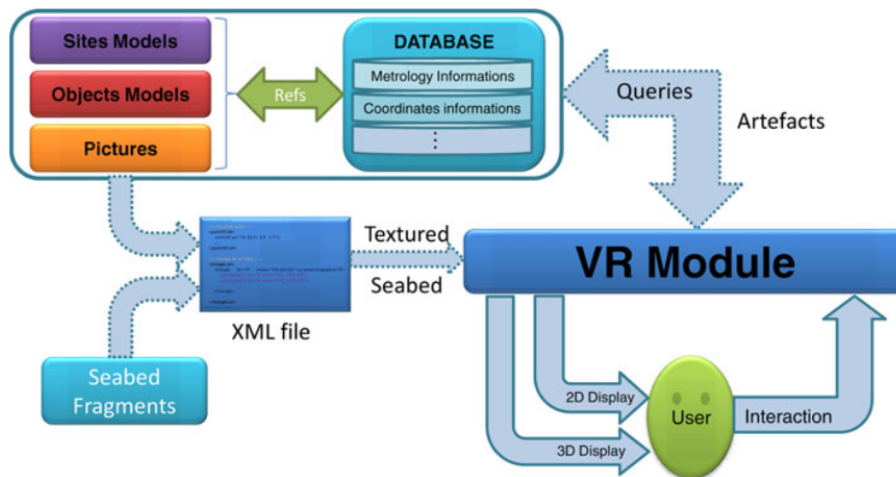 Sites Models
Objects Models
Pictures
Refs
DATABASE
Metrology Informations
Coordinates informations
⋮
Queries
Artefacts
Textured
Seabed
XML file
VR Module
Seabed
Fragments
2D Display
3D Display
User
Interaction